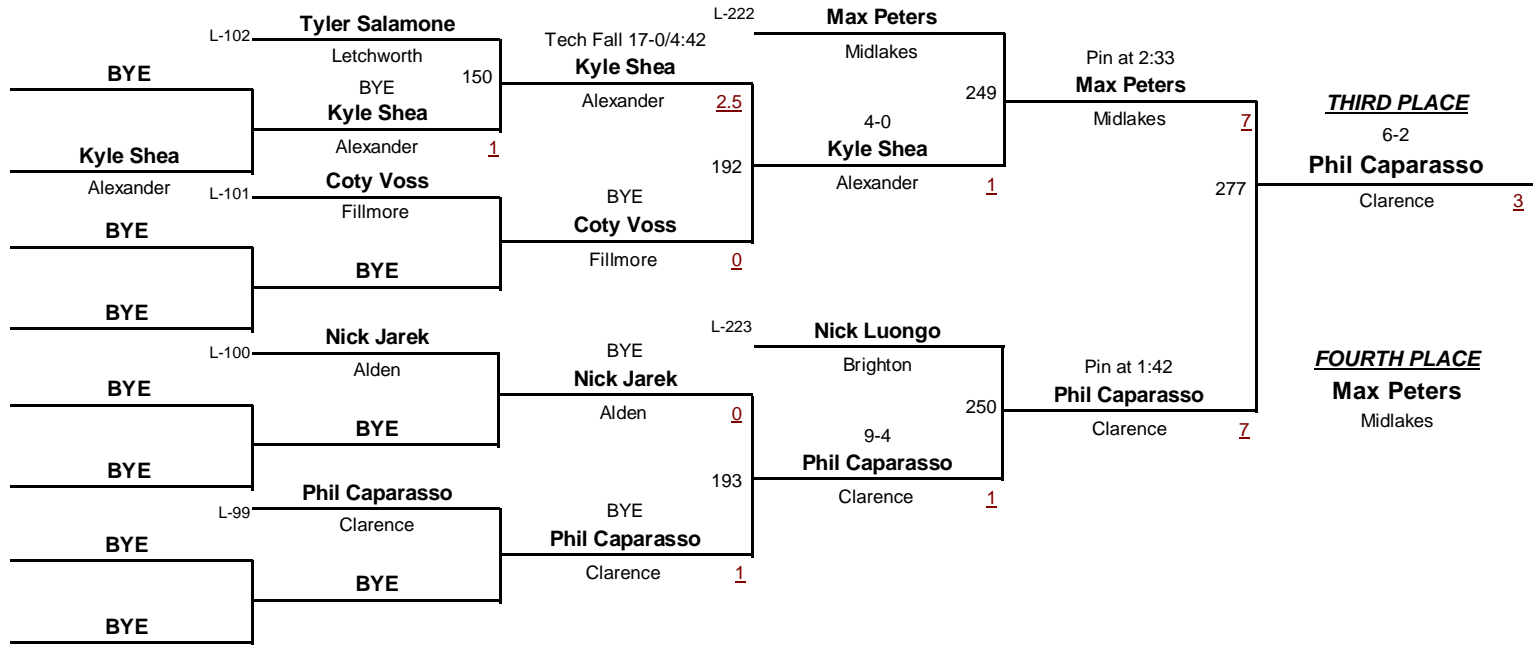 L-102
Tyler Salamone
Letchworth
BYE
Kyle Shea
Alexander
150
BYE
Kyle Shea
Alexander
1
L-101
Coty Voss
Fillmore
BYE
BYE
BYE
L-100
Nick Jarek
Alden
BYE
BYE
BYE
L-99
Phil Caparasso
Clarence
BYE
BYE
BYE
Tech Fall 17-0/4:42
Kyle Shea
Alexander
2.5
192
BYE
Coty Voss
Fillmore
0
BYE
Nick Jarek
Alden
0
193
BYE
Phil Caparasso
Clarence
1
L-222
Max Peters
Midlakes
249
4-0
Kyle Shea
Alexander
1
L-223
Nick Luongo
Brighton
250
9-4
Phil Caparasso
Clarence
1
Pin at 2:33
Max Peters
Midlakes
7
277
Pin at 1:42
Phil Caparasso
Clarence
7
THIRD PLACE
6-2
Phil Caparasso
Clarence
3
FOURTH PLACE
Max Peters
Midlakes